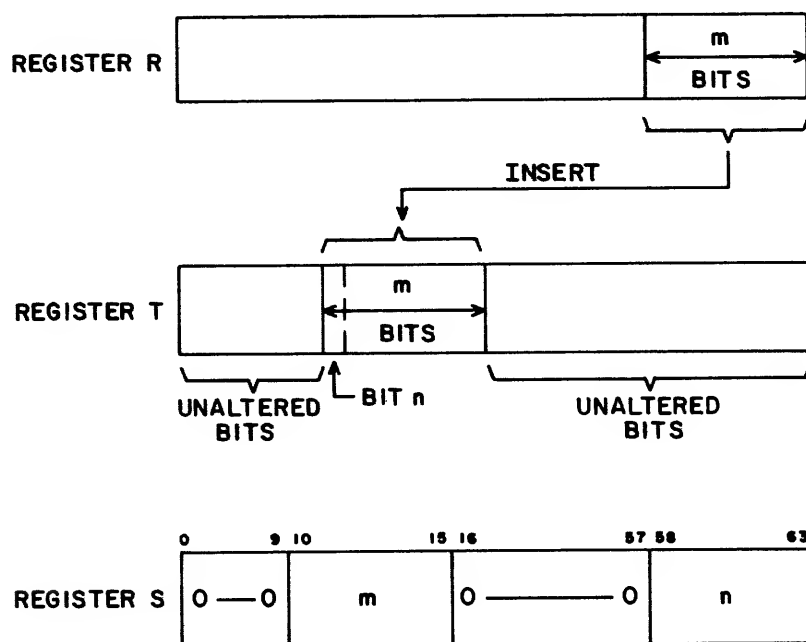 REGISTER R
m
BITS
INSERT
REGISTER T
m
BITS
UNALTERED
BITS
BIT n
UNALTERED
BITS
0 9 10 15 16 57 58 63
REGISTER S 0 — 0 m 0 — 0 n